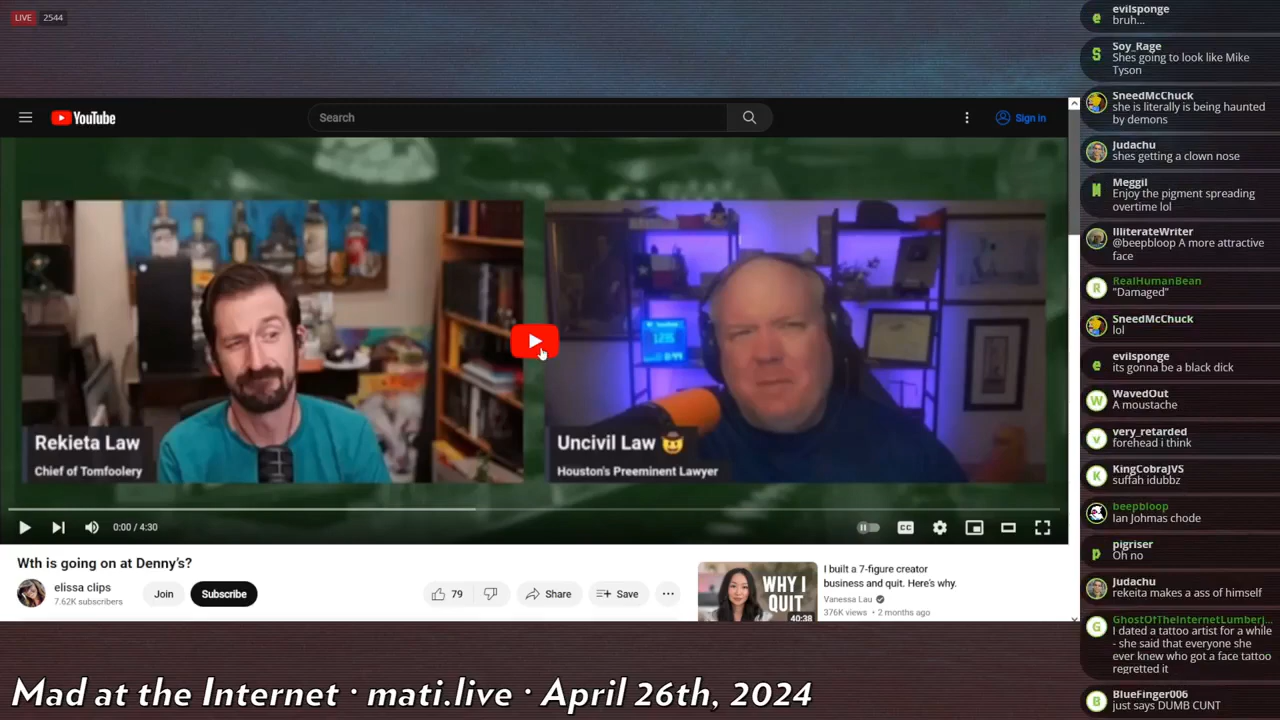 LIVE 2544
YouTube
Search
Sign in
Rekieta Law
Chief of Tomfoolery
Uncivil Law 🤠
Houston's Preeminent Lawyer
0:00 / 4:30
CC
Wth is going on at Denny's?
elissa clips
7.62K subscribers
Join
Subscribe
79
Share
Save
WHY I
QUIT
40:38
I built a 7-figure creator
business and quit. Here's why.
Vanessa Lau
376K views • 2 months ago
Mad at the Internet · mati.live · April 26th, 2024
evilsponge
bruh...
Soy_Rage
Shes going to look like Mike
Tyson
SneedMcChuck
she is literally is being haunted
by demons
Judachu
shes getting a clown nose
Meggil
Enjoy the pigment spreading
overtime lol
IlliterateWriter
@beepbloop A more attractive
face
RealHumanBean
"Damaged"
SneedMcChuck
lol
evilsponge
its gonna be a black dick
WavedOut
A moustache
very_retarded
forehead i think
KingCobraJVS
suffah idubbz
beepbloop
Ian Johmas chode
pigriser
Oh no
Judachu
rekeita makes a ass of himself
GhostOfTheInternetLumberj...
I dated a tattoo artist for a while
- she said that everyone she
ever knew who got a face tattoo
regretted it
BlueFinger006
just says DUMB CUNT